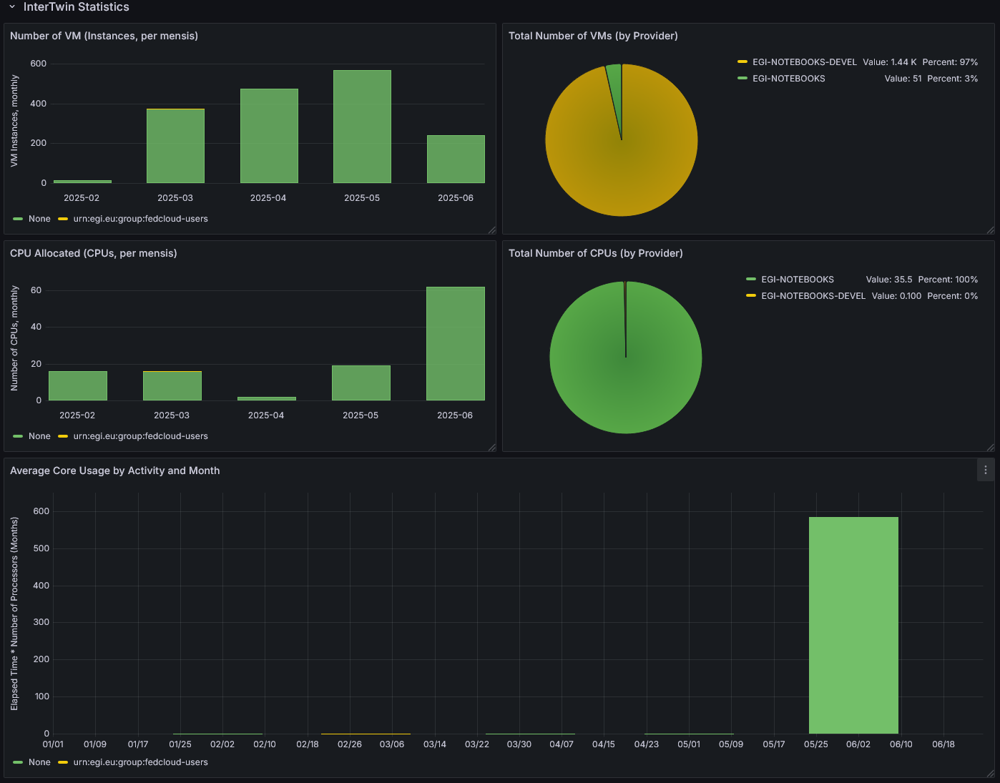 InterTwin Statistics
Number of VM (Instances, per mensis)
VM Instances, monthly
600
400
200
0
2025-02 2025-03 2025-04 2025-05 2025-06
None urn:egi.eu:group:fedcloud-users
Total Number of VMs (by Provider)
EGI-NOTEBOOKS-DEVEL Value: 1.44 K Percent: 97%
EGI-NOTEBOOKS Value: 51 Percent: 3%
CPU Allocated (CPUs, per mensis)
Number of CPUs, monthly
60
40
20
0
2025-02 2025-03 2025-04 2025-05 2025-06
None urn:egi.eu:group:fedcloud-users
Total Number of CPUs (by Provider)
EGI-NOTEBOOKS Value: 35.5 Percent: 100%
EGI-NOTEBOOKS-DEVEL Value: 0.100 Percent: 0%
Average Core Usage by Activity and Month
Elapsed Time * Number of Processors (Months)
600
500
400
300
200
100
0
01/01 01/09 01/17 01/25 02/02 02/10 02/18 02/26 03/06 03/14 03/22 03/30 04/07 04/15 04/23 05/01 05/09 05/17 05/25 06/02 06/10 06/18
None urn:egi.eu:group:fedcloud-users